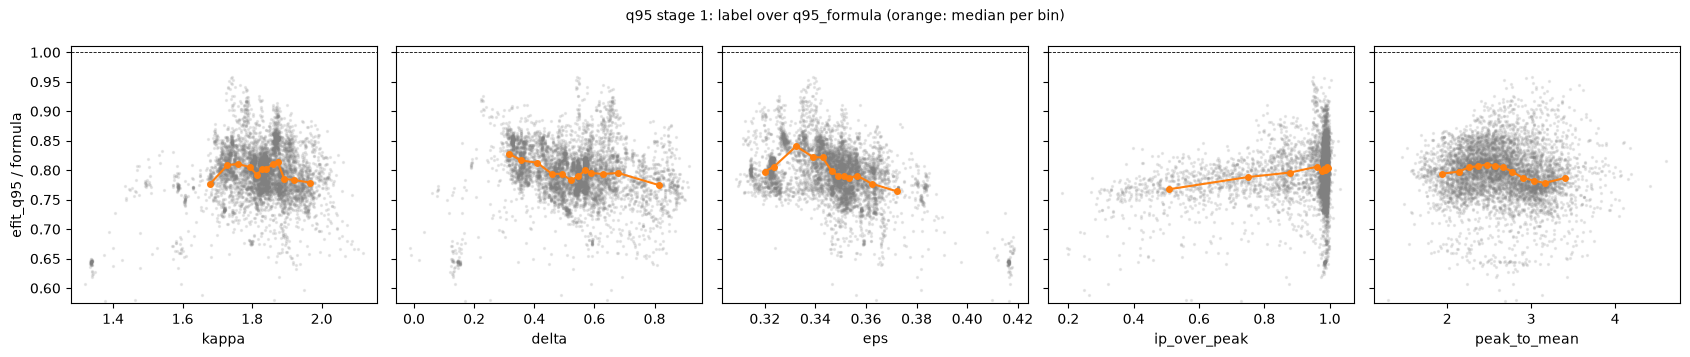 q95 stage 1: label over q95_formula (orange: median per bin)
efit_q95 / formula
1.00
0.95
0.90
0.85
0.80
0.75
0.70
0.65
0.60
1.4 1.6 1.8 2.0
kappa
0.0 0.2 0.4 0.6 0.8
delta
0.32 0.34 0.36 0.38 0.40 0.42
eps
0.2 0.4 0.6 0.8 1.0
ip_over_peak
2 3 4
peak_to_mean